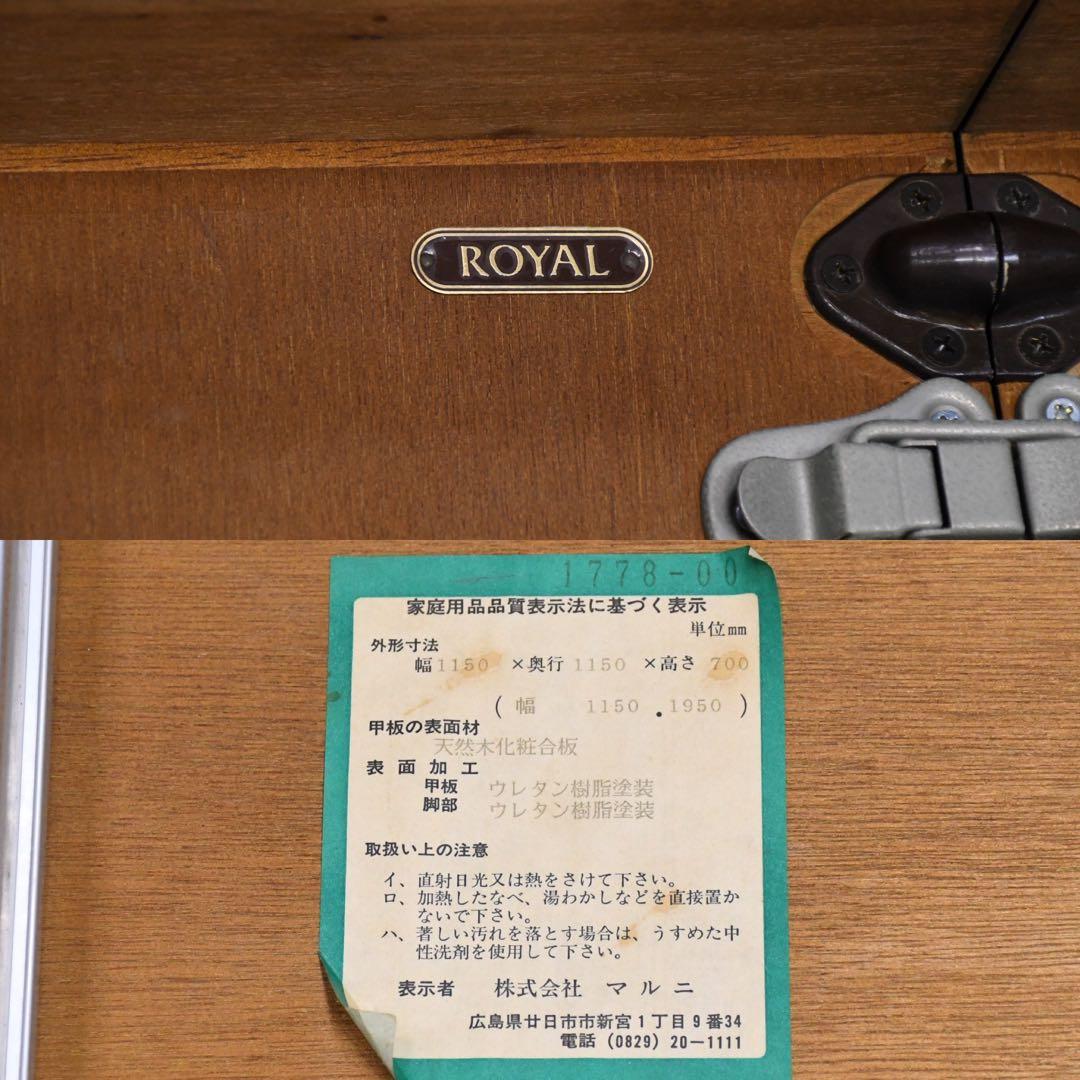 ROYAL
1778-00
家庭用品品質表示法に基づく表示
単位mm
外形寸法
幅1150 ×奥行 1150 ×高さ 700
( 幅 1150 . 1950 )
甲板の表面材
天然木化粧合板
表面加工
甲板 ウレタン樹脂塗装
脚部 ウレタン樹脂塗装
取扱い上の注意
イ、直射日光又は熱をさけて下さい。
ロ、加熱したなべ、湯わかしなどを直接置か
ないで下さい。
ハ、著しい汚れを落とす場合は、うすめた中
性洗剤を使用して下さい。
表示者 株式会社 マルニ
広島県廿日市市新宮1丁目9番34
電話 (0829) 20-1111